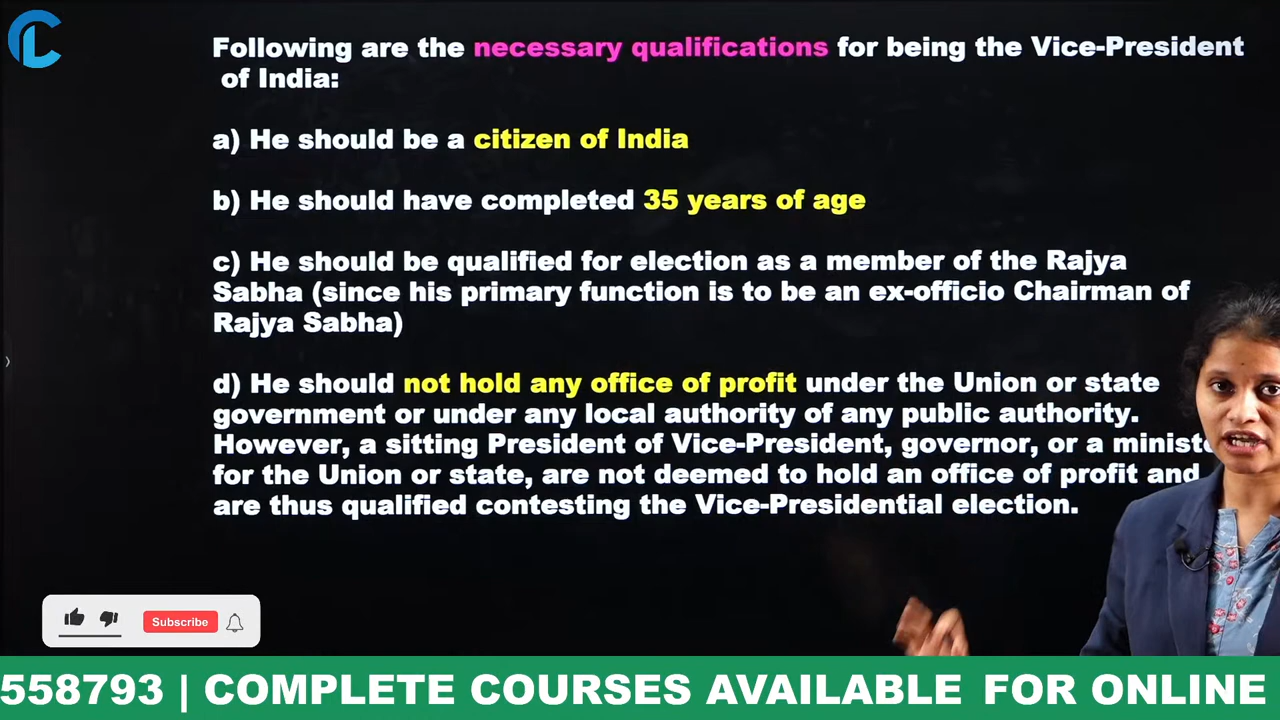 Following are the necessary qualifications for being the Vice-President
of India:
a) He should be a citizen of India
b) He should have completed 35 years of age
c) He should be qualified for election as a member of the Rajya
Sabha (since his primary function is to be an ex-officio Chairman of
Rajya Sabha)
d) He should not hold any office of profit under the Union or state
government or under any local authority of any public authority.
However, a sitting President of Vice-President, governor, or a
for the Union or state, are not deemed to hold an office of profit and
are thus qualified contesting the Vice-Presidential election.
Subscribe
558793 | COMPLETE COURSES AVAILABLE FOR ONLINE